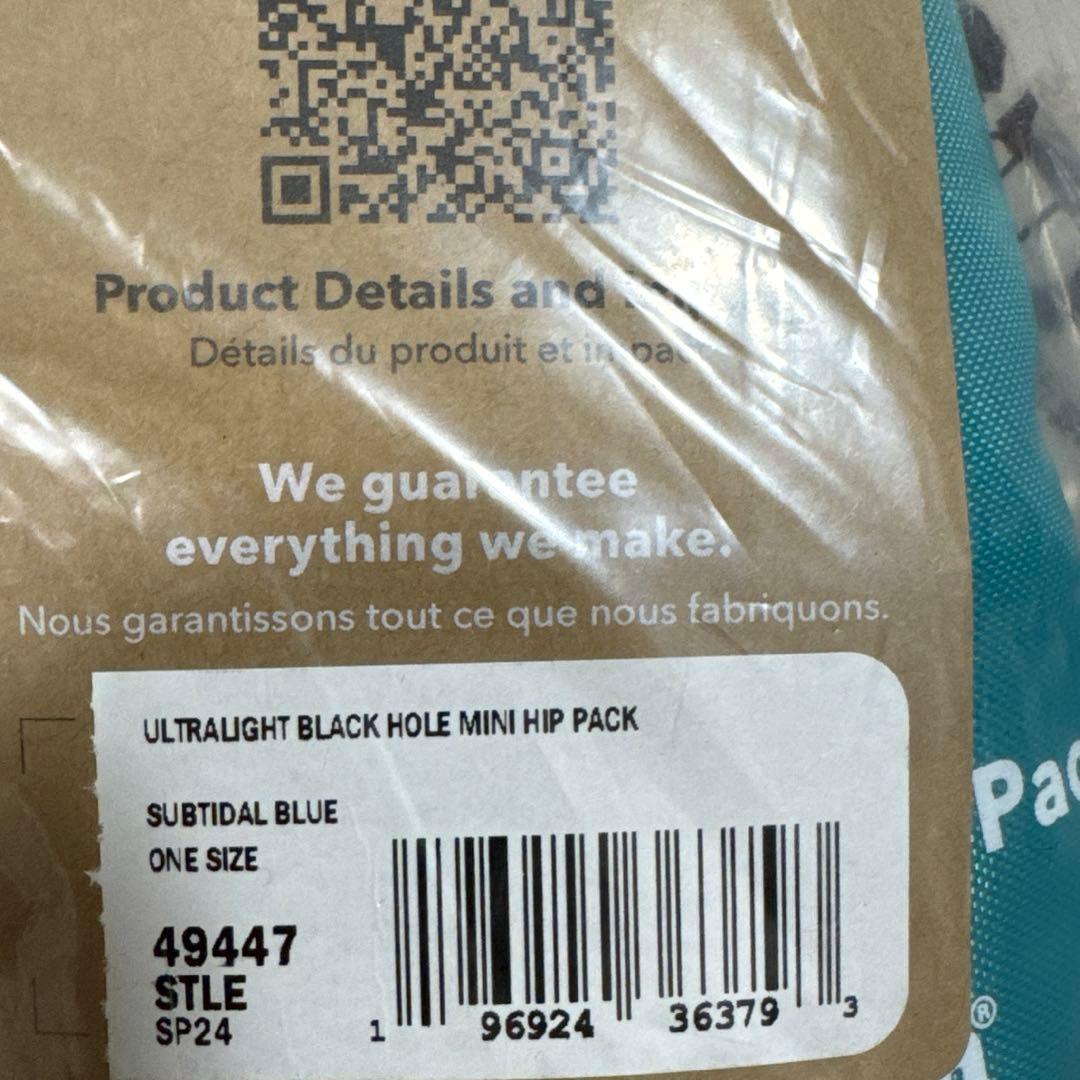 Product Details and
Détails du produit et
We guarantee
everything we make.
Nous garantissons tout ce que nous fabriquons.
ULTRALIGHT BLACK HOLE MINI HIP PACK
SUBTIDAL BLUE
ONE SIZE
49447
STLE
SP24
1 96924 36379 3
®